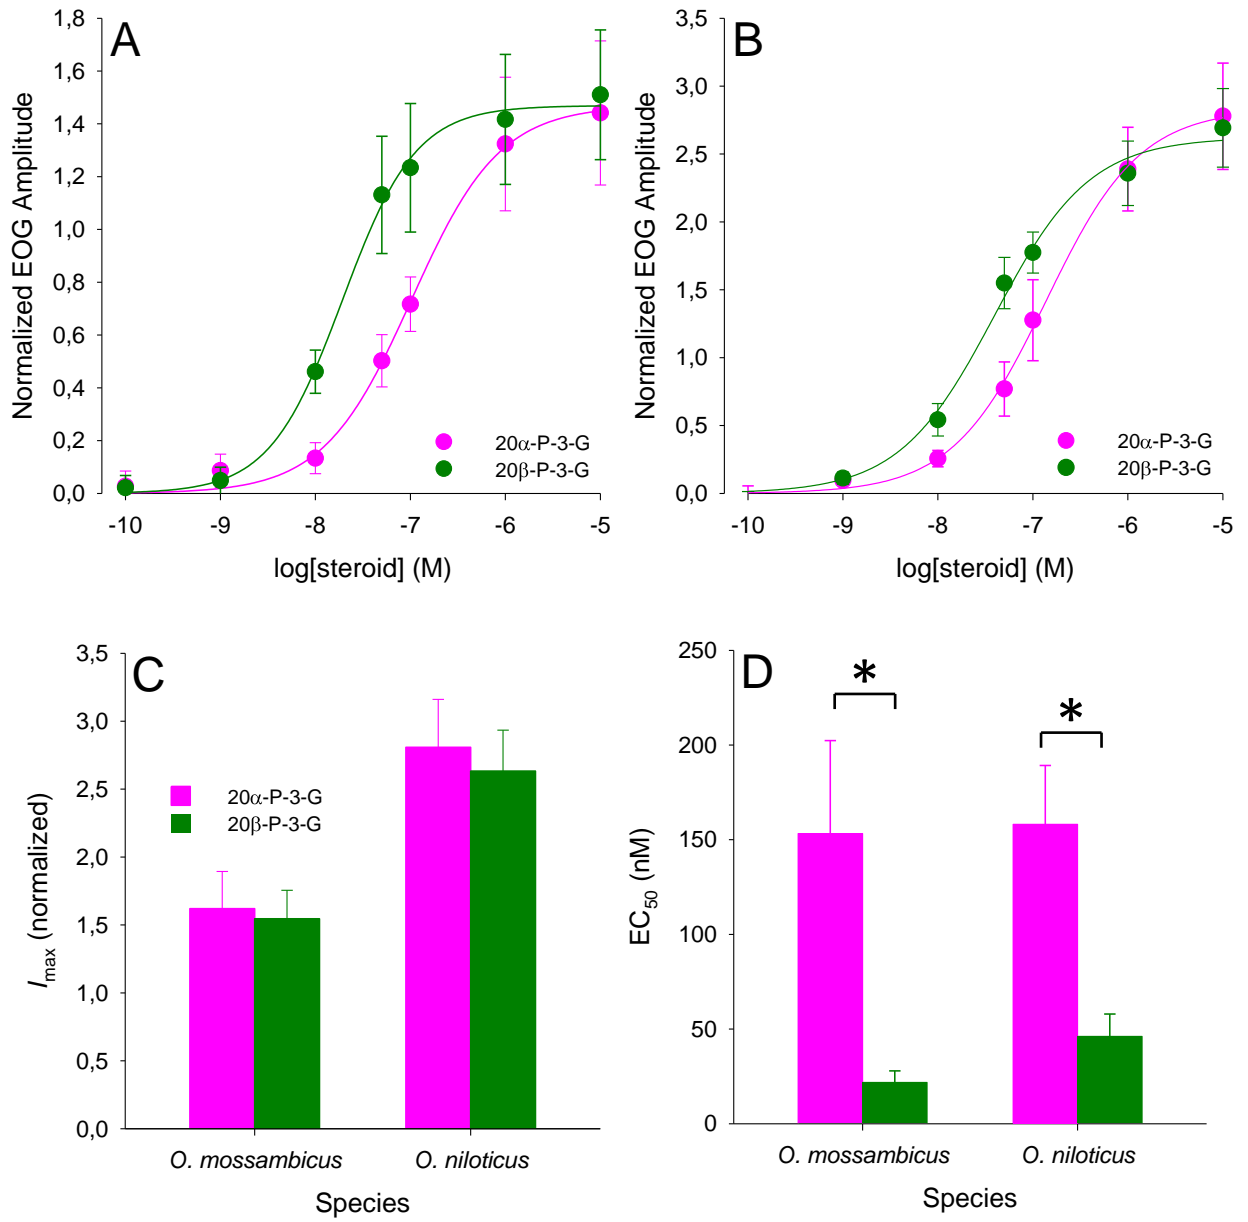 A
Normalized EOG Amplitude
1,8
1,6
1,4
1,2
1,0
0,8
0,6
0,4
0,2
0,0
20α-P-3-G
20β-P-3-G
-10 -9 -8 -7 -6 -5
log[steroid] (M)
B
Normalized EOG Amplitude
3,5
3.0
2.5
2.0
1.5
1.0
0.5
0,0
20α-P-3-G
20β-P-3-G
-10 -9 -8 -7 -6 -5
log[steroid] (M)
C
Imax (normalized)
3,5
3,0
2,5
2,0
1,5
1,0
0,5
0,0
20α-P-3-G
20β-P-3-G
O. mossambicus O. niloticus
Species
D
EC50 (nM)
250
200
150
100
50
0
* *
O. mossambicus O. niloticus
Species